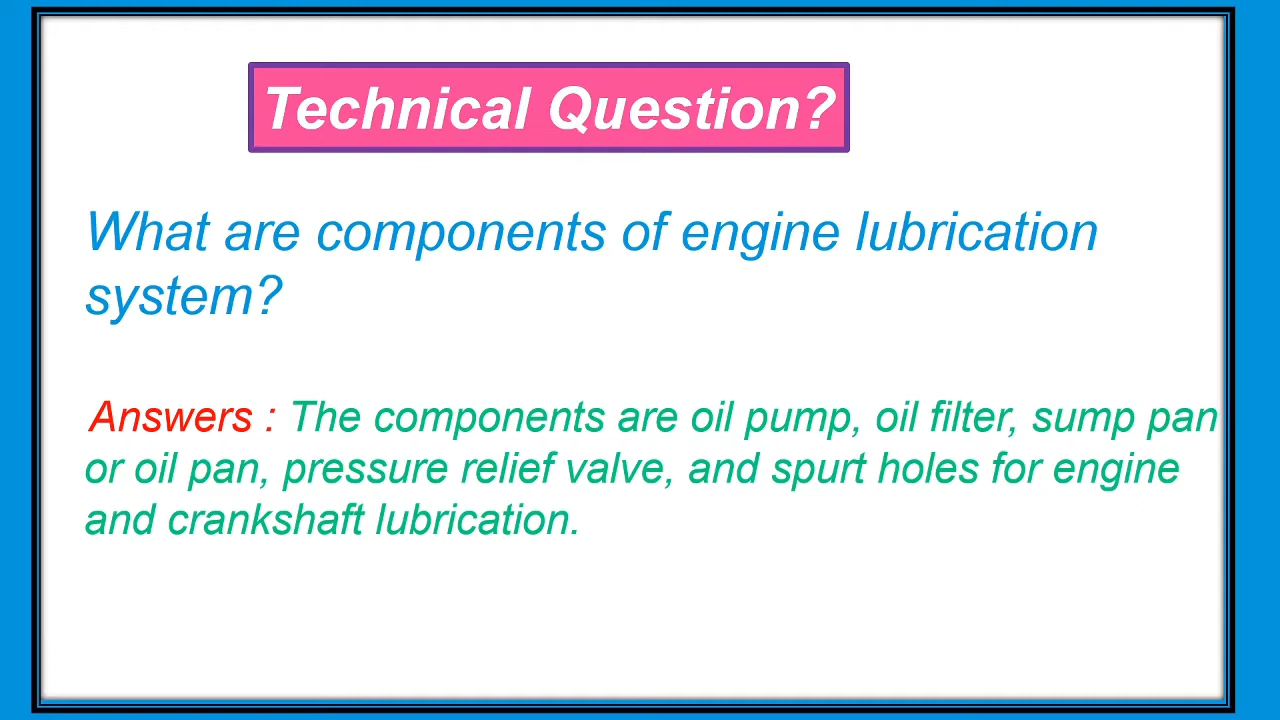 Technical Question?
What are components of engine lubrication
system?
Answers : The components are oil pump, oil filter, sump pan
or oil pan, pressure relief valve, and spurt holes for engine
and crankshaft lubrication.